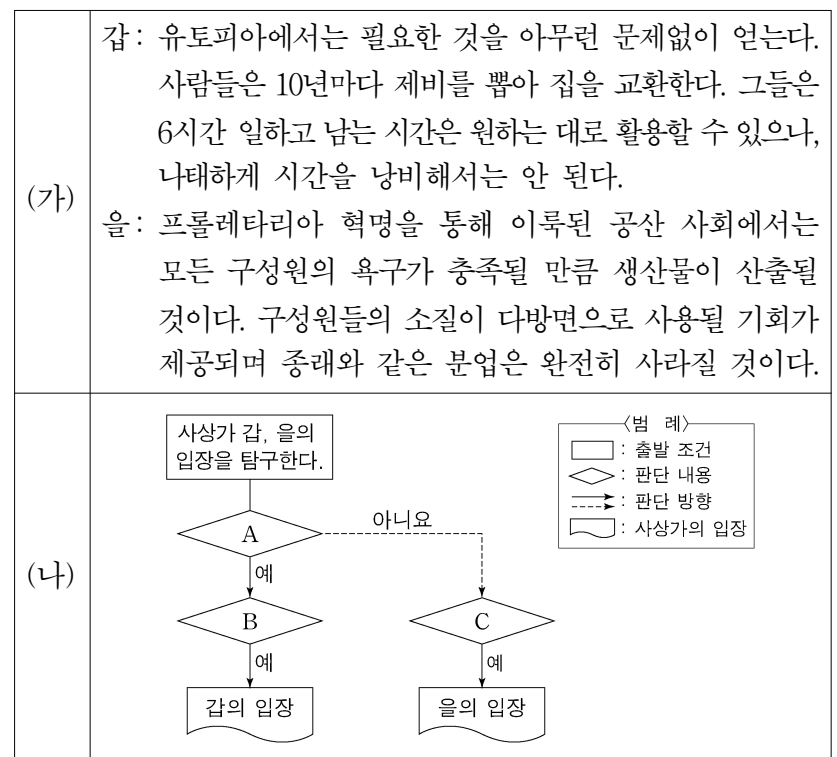 (가)
갑: 유토피아에서는 필요한 것을 아무런 문제없이 얻는다.
사람들은 10년마다 제비를 뽑아 집을 교환한다. 그들은
6시간 일하고 남는 시간은 원하는 대로 활용할 수 있으나,
나태하게 시간을 낭비해서는 안 된다.
을: 프롤레타리아 혁명을 통해 이룩된 공산 사회에서는
모든 구성원의 욕구가 충족될 만큼 생산물이 산출될
것이다. 구성원들의 소질이 다방면으로 사용될 기회가
제공되며 종래와 같은 분업은 완전히 사라질 것이다.
(나)
사상가 갑, 을의
입장을 탐구한다.
A
아니요
예
B
C
예
예
갑의 입장
을의 입장
〈범 례〉
: 출발 조건
: 판단 내용
: 판단 방향
: 사상가의 입장